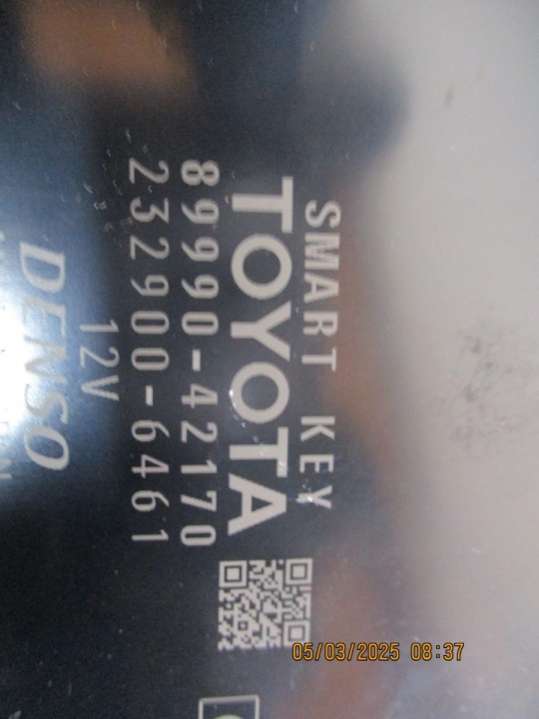 SMART KEY
TOYOTA
89990-42170
232900-6461
12V
DENSO
05/03/2025 08:37